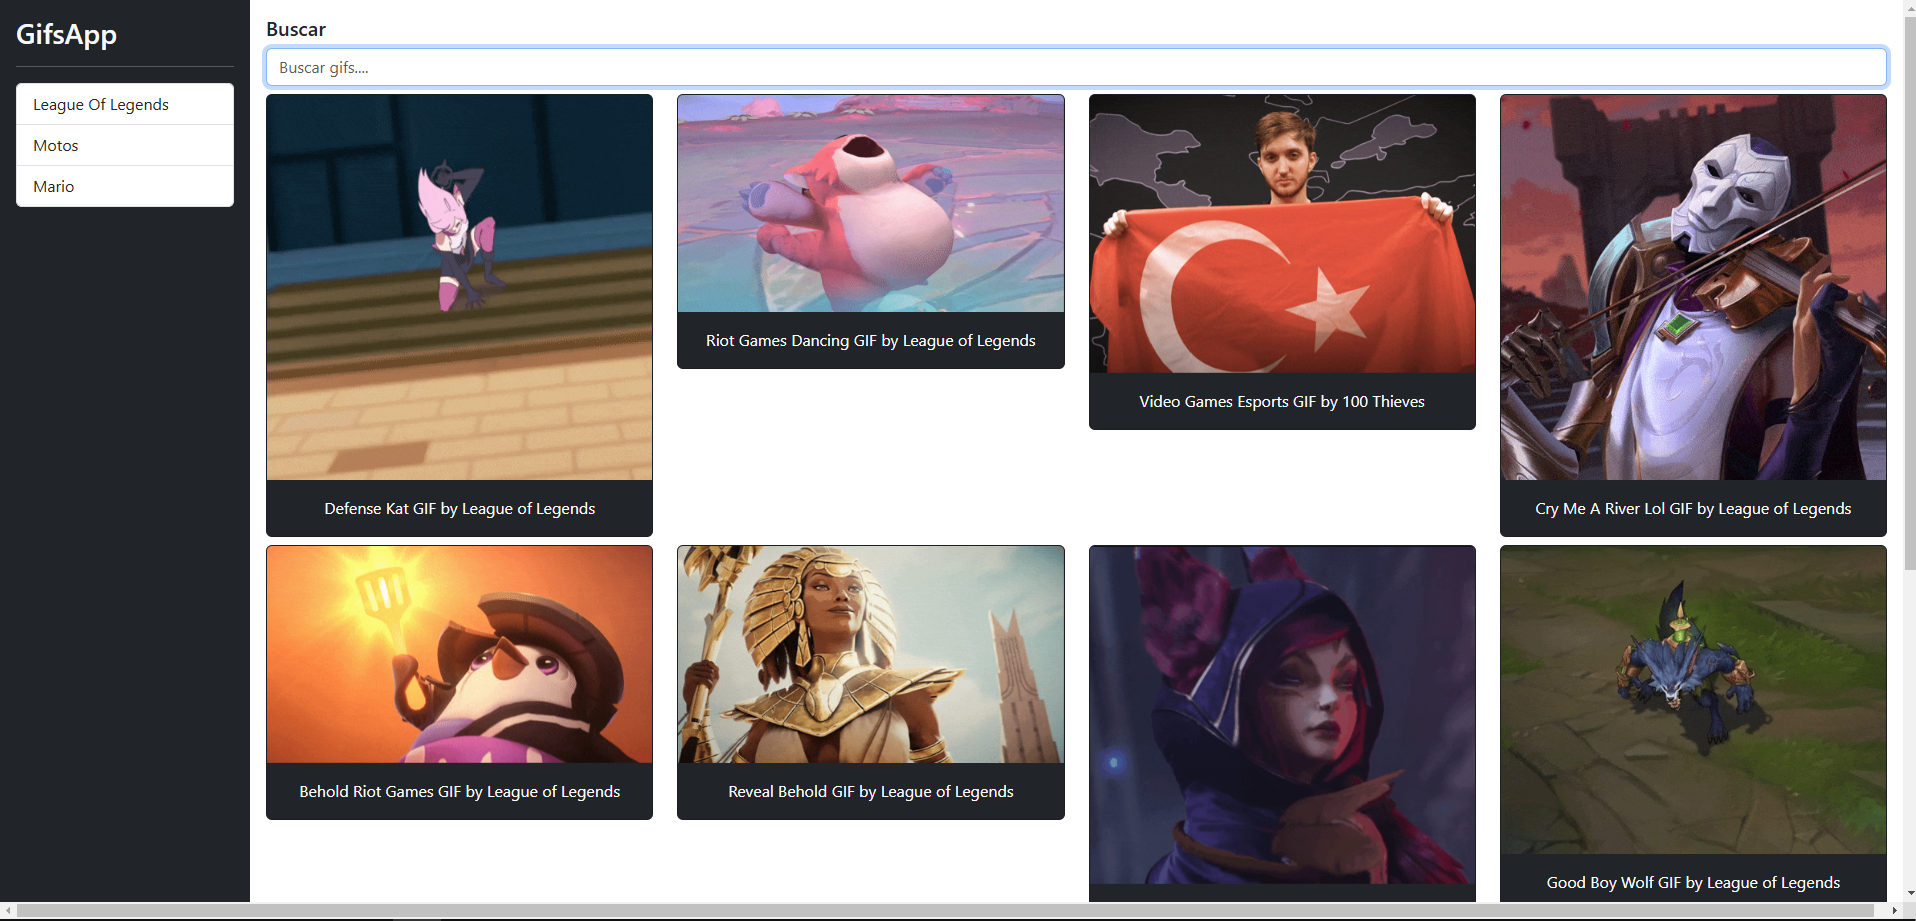 GifsApp
League Of Legends
Motos
Mario
Buscar
Buscar gifs....
Defense Kat GIF by League of Legends
Riot Games Dancing GIF by League of Legends
Video Games Esports GIF by 100 Thieves
Cry Me A River Lol GIF by League of Legends
Behold Riot Games GIF by League of Legends
Reveal Behold GIF by League of Legends
Good Boy Wolf GIF by League of Legends